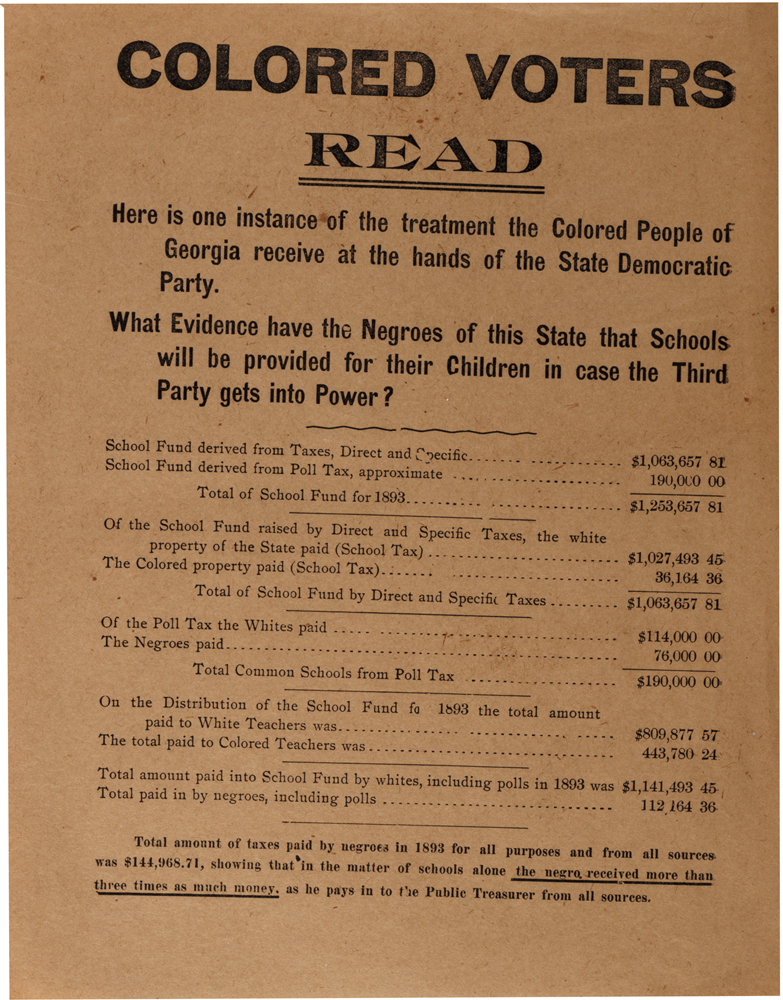 COLORED VOTERS
READ
Here is one instance of the treatment the Colored People of
Georgia receive at the hands of the State Democratic
Party.
What Evidence have the Negroes of this State that Schools
will be provided for their Children in case the Third
Party gets into Power?
School Fund derived from Taxes, Direct and Specific........ $1,063,657 81
School Fund derived from Poll Tax, approximate ........ 190,000 00
Total of School Fund for 1893........ $1,253,657 81
Of the School Fund raised by Direct and Specific Taxes, the white
property of the State paid (School Tax) ........ $1,027,493 45
The Colored property paid (School Tax)........ 36,164 36
Total of School Fund by Direct and Specific Taxes ........ $1,063,657 81
Of the Poll Tax the Whites paid ........ $114,000 00
The Negroes paid........ 76,000 00
Total Common Schools from Poll Tax ........ $190,000 00
On the Distribution of the School Fund fo 1893 the total amount
paid to White Teachers was........ $809,877 57
The total paid to Colored Teachers was ........ 443,780 24
Total amount paid into School Fund by whites, including polls in 1893 was $1,141,493 45
Total paid in by negroes, including polls ........ 112,164 36
Total amount of taxes paid by negroes in 1893 for all purposes and from all sources
was $144,968.71, showing that in the matter of schools alone the negro received more than
three times as much money, as he pays in to the Public Treasurer from all sources.